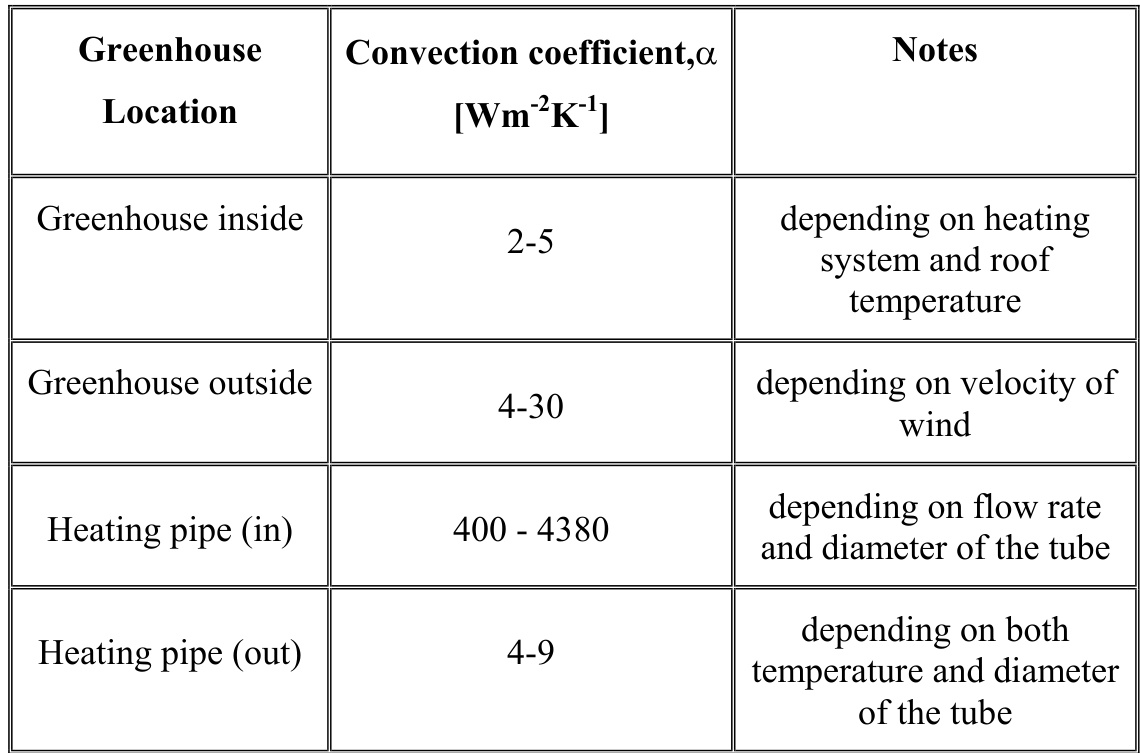 Greenhouse
Location
Convection coefficient,α
[Wm⁻²K⁻¹]
Notes
Greenhouse inside
2-5
depending on heating
system and roof
temperature
Greenhouse outside
4-30
depending on velocity of
wind
Heating pipe (in)
400 - 4380
depending on flow rate
and diameter of the tube
Heating pipe (out)
4-9
depending on both
temperature and diameter
of the tube